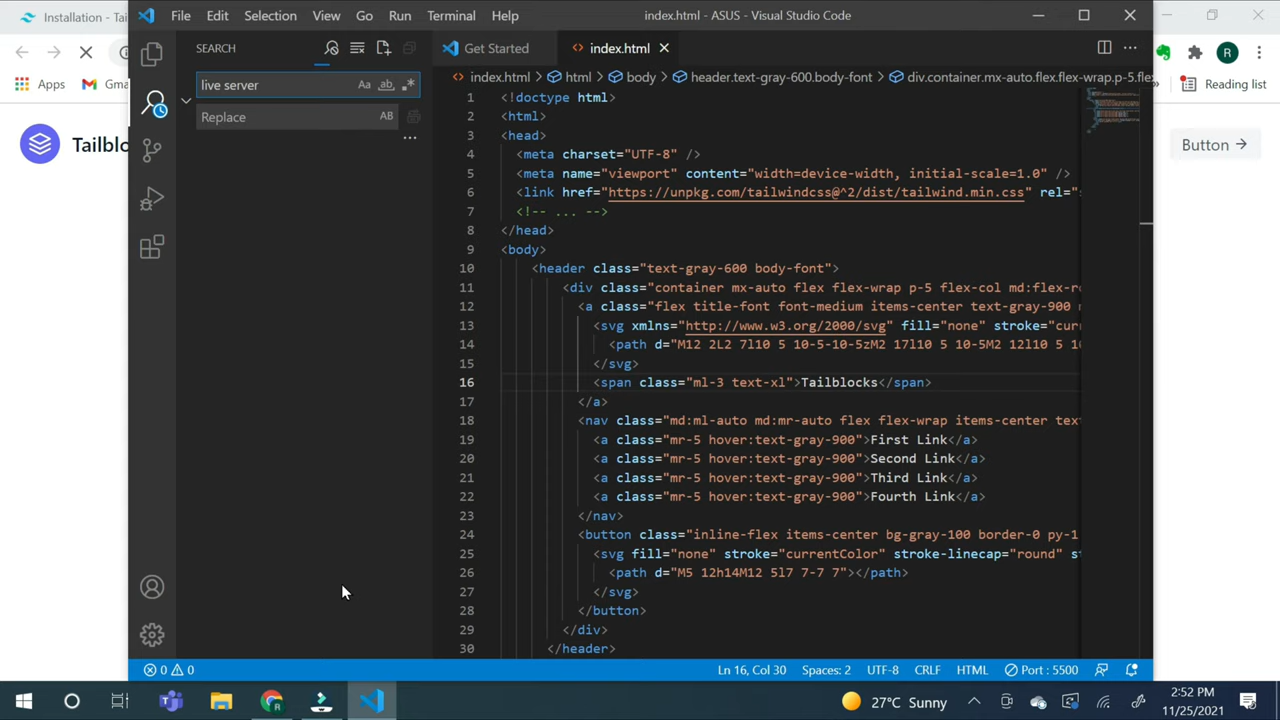 Installation - Tai
File Edit Selection View Go Run Terminal Help
index.html - ASUS - Visual Studio Code
SEARCH
Get Started
index.html
live server
Aa
ab
Replace
AB
index.html > html > body > header.text-gray-600.body-font > div.container.mx-auto.flex.flex-wrap.p-5.fle
Apps
Gma
R
Reading list
Tailblo
Button →
1 <!doctype html>
2 <html>
3 <head>
4 <meta charset="UTF-8" />
5 <meta name="viewport" content="width=device-width, initial-scale=1.0" />
6 <link href="https://unpkg.com/tailwindcss@^2/dist/tailwind.min.css" rel="s
7 <!-- ... -->
8 </head>
9 <body>
10 <header class="text-gray-600 body-font">
11 <div class="container mx-auto flex flex-wrap p-5 flex-col md:flex-ro
12 <a class="flex title-font font-medium items-center text-gray-900 m
13 <svg xmlns="http://www.w3.org/2000/svg" fill="none" stroke="cur
14 <path d="M12 2L2 7l10 5 10-5-10-5zM2 17l10 5 10-5M2 12l10 5 10
15 </svg>
16 <span class="ml-3 text-xl">Tailblocks</span>
17 </a>
18 <nav class="md:ml-auto md:mr-auto flex flex-wrap items-center tex
19 <a class="mr-5 hover:text-gray-900">First Link</a>
20 <a class="mr-5 hover:text-gray-900">Second Link</a>
21 <a class="mr-5 hover:text-gray-900">Third Link</a>
22 <a class="mr-5 hover:text-gray-900">Fourth Link</a>
23 </nav>
24 <button class="inline-flex items-center bg-gray-100 border-0 py-1
25 <svg fill="none" stroke="currentColor" stroke-linecap="round" st
26 <path d="M5 12h14M12 5l7 7-7 7"></path>
27 </svg>
28 </button>
29 </div>
30 </header>
0 0
Ln 16, Col 30 Spaces: 2 UTF-8 CRLF HTML Port : 5500
27°C Sunny
2:52 PM
11/25/2021